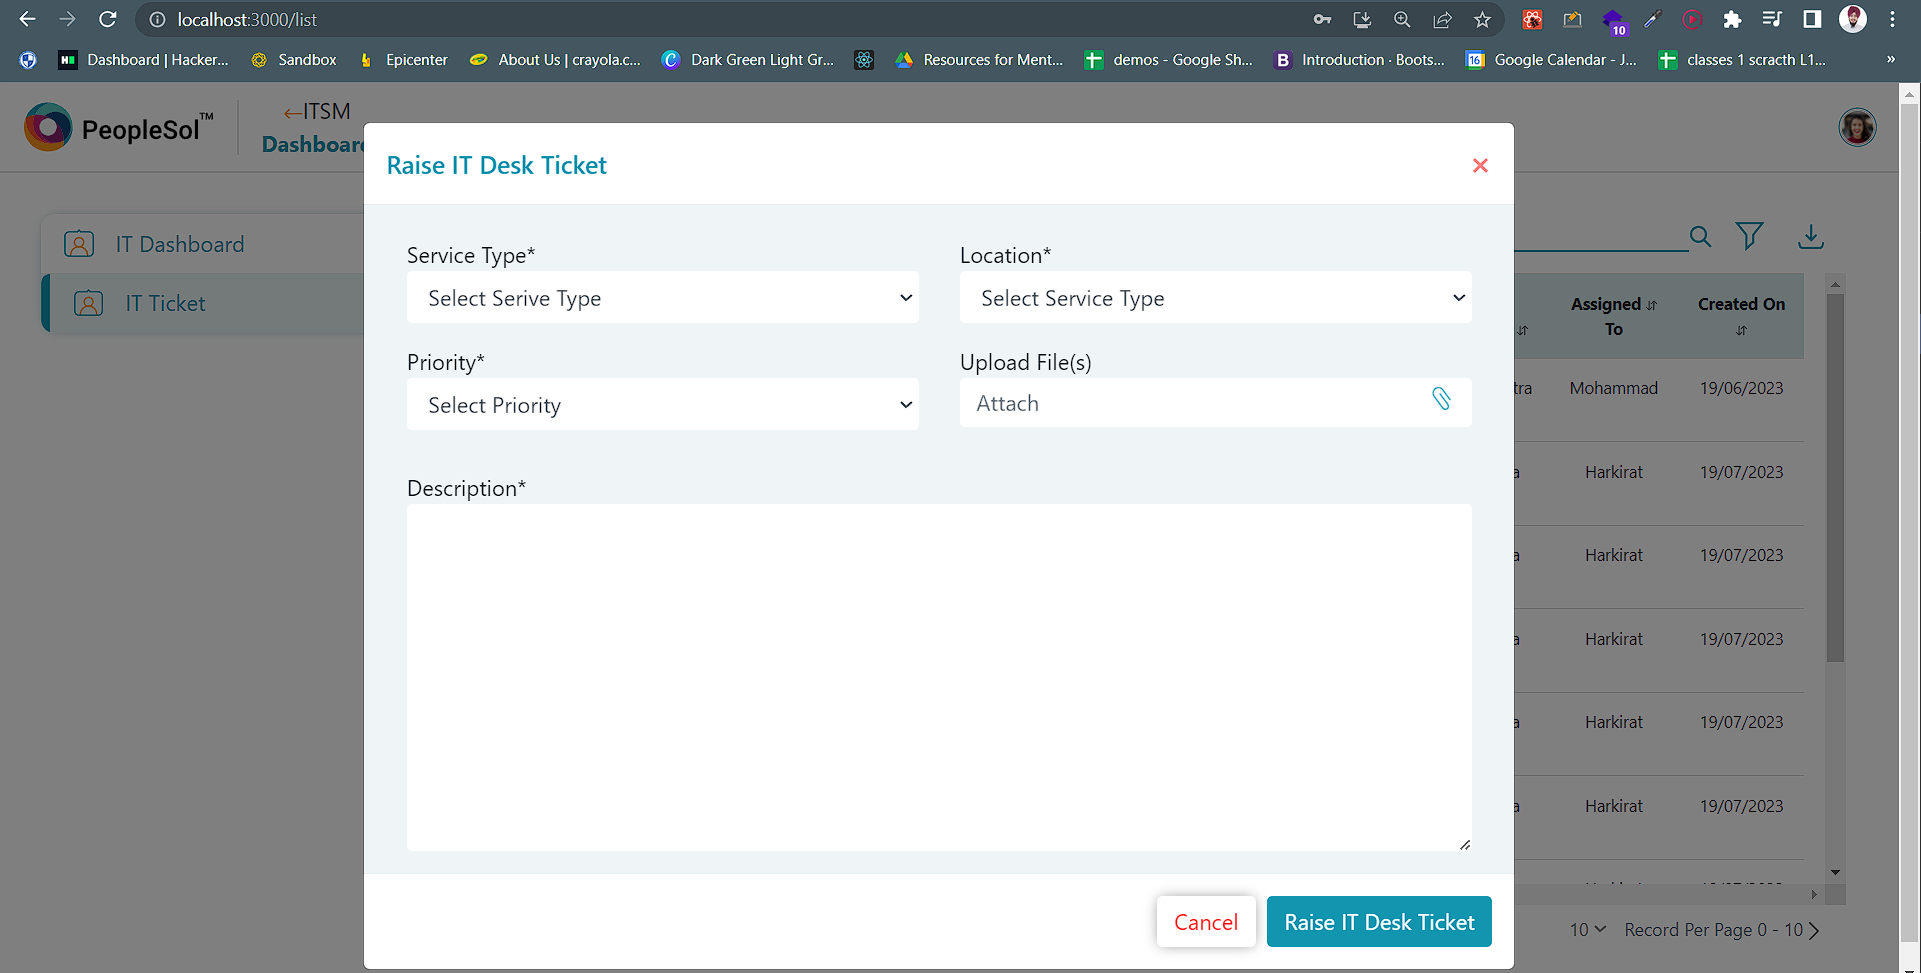 localhost:3000/list
10
Dashboard | Hacker...
Sandbox
Epicenter
About Us | crayola.c...
Dark Green Light Gr...
Resources for Ment...
demos - Google Sh...
B
Introduction · Boots...
16
Google Calendar - J...
classes 1 scracth L1...
»
PeopleSol™
←ITSM
Dashboard
Raise IT Desk Ticket
IT Dashboard
IT Ticket
Service Type*
Location*
Select Serive Type
Select Service Type
Priority*
Upload File(s)
Select Priority
Attach
Description*
Cancel
Raise IT Desk Ticket
Assigned To
Created On
tra Mohammad 19/06/2023
a Harkirat 19/07/2023
a Harkirat 19/07/2023
a Harkirat 19/07/2023
a Harkirat 19/07/2023
a Harkirat 19/07/2023
10
Record Per Page 0 - 10